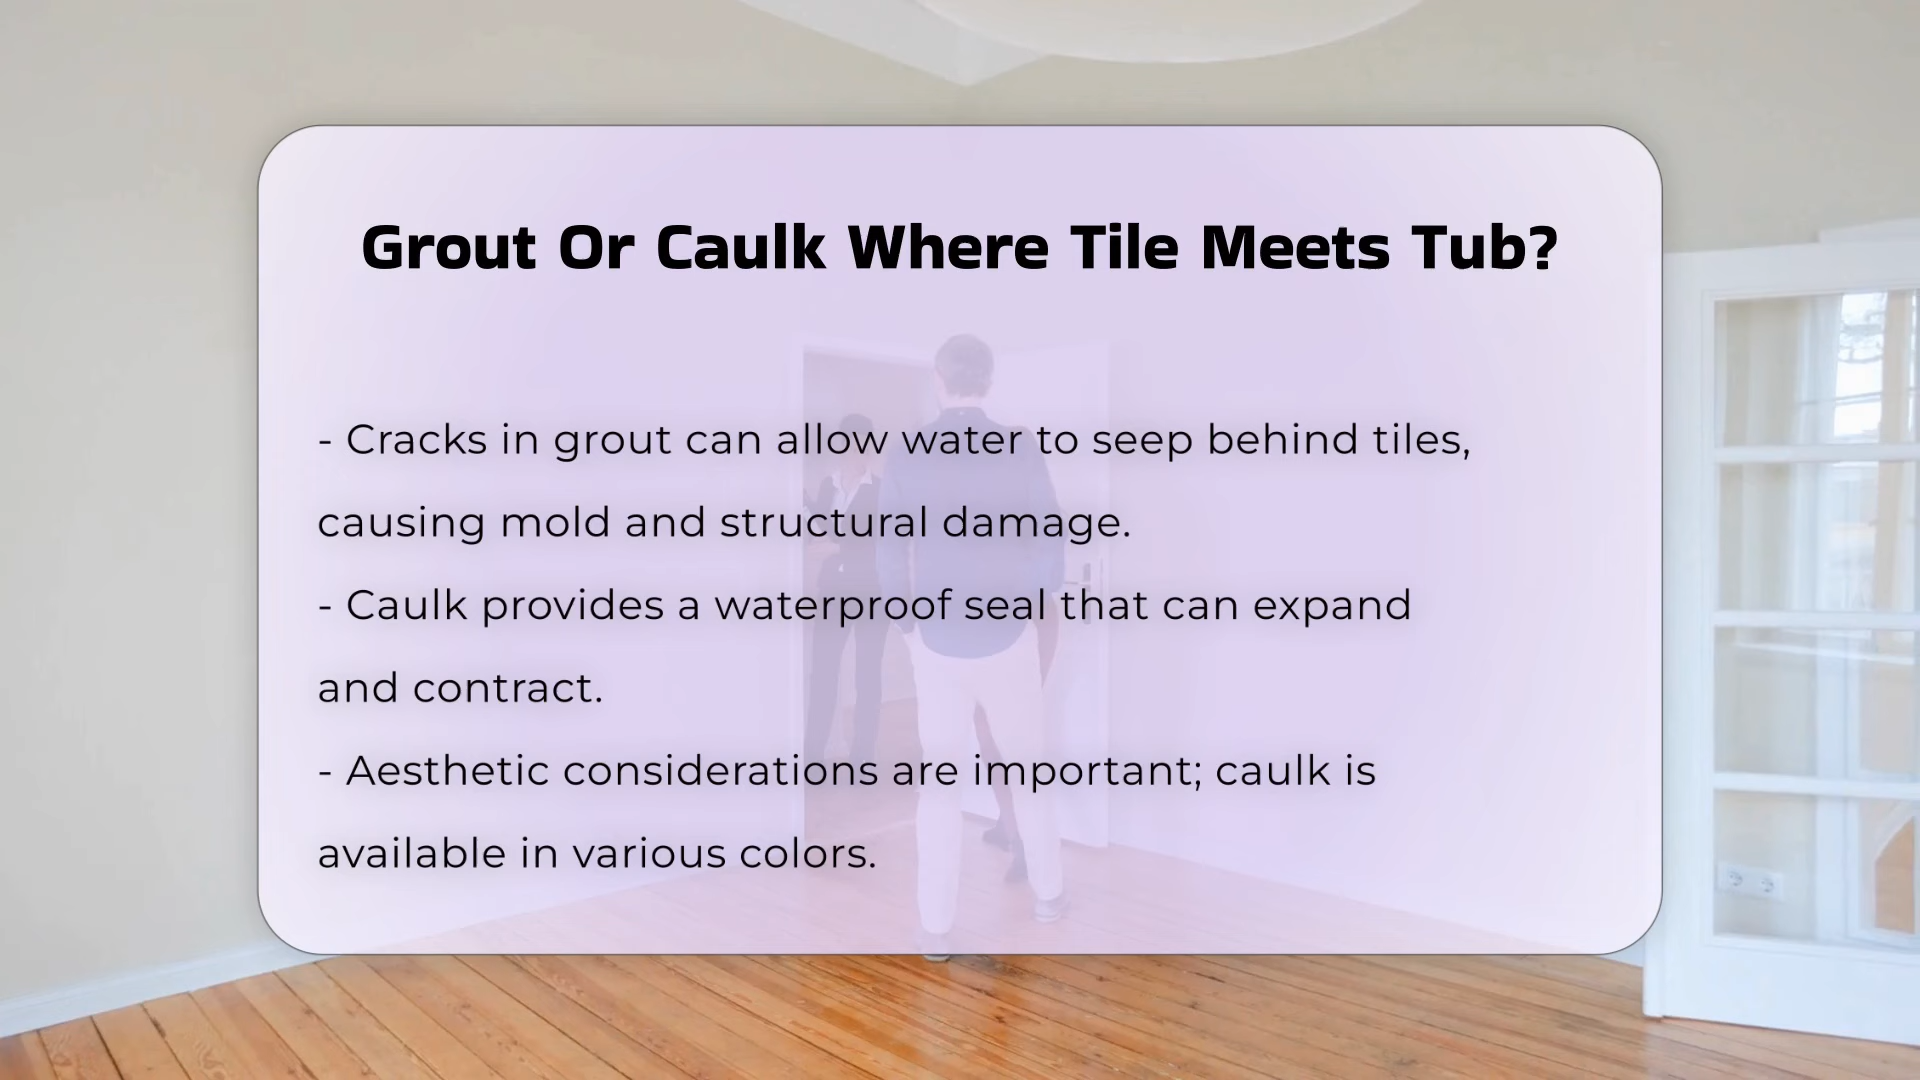 Grout Or Caulk Where Tile Meets Tub?
- Cracks in grout can allow water to seep behind tiles,
causing mold and structural damage.
- Caulk provides a waterproof seal that can expand
and contract.
- Aesthetic considerations are important; caulk is
available in various colors.